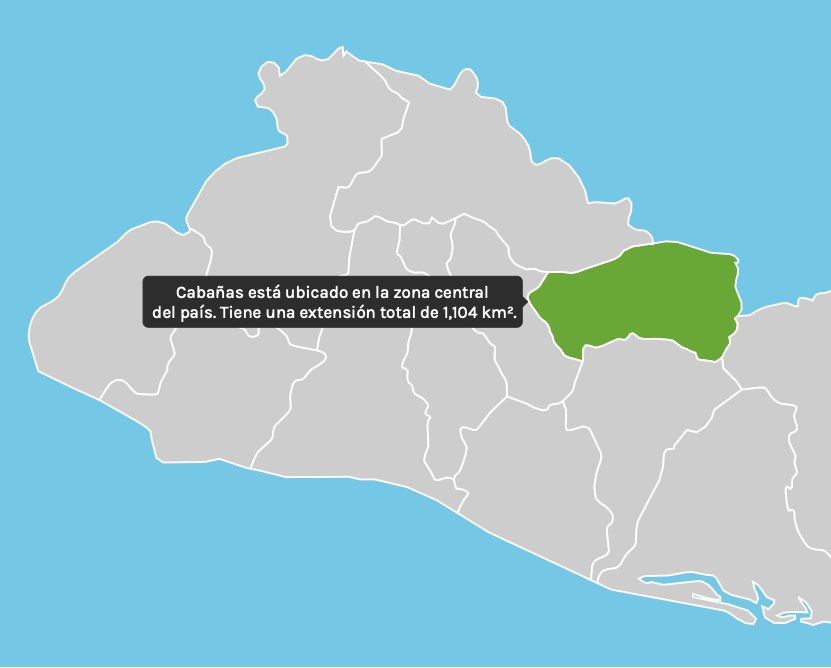 Cabañas está ubicado en la zona central
del país. Tiene una extensión total de 1,104 km².